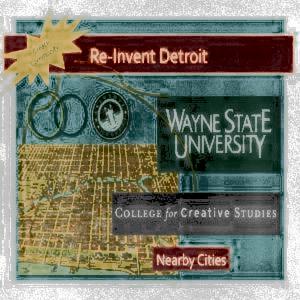 Re-Invent Detroit
WAYNE STATE
UNIVERSITY
COLLEGE for CREATIVE STUDIES
Nearby Cities